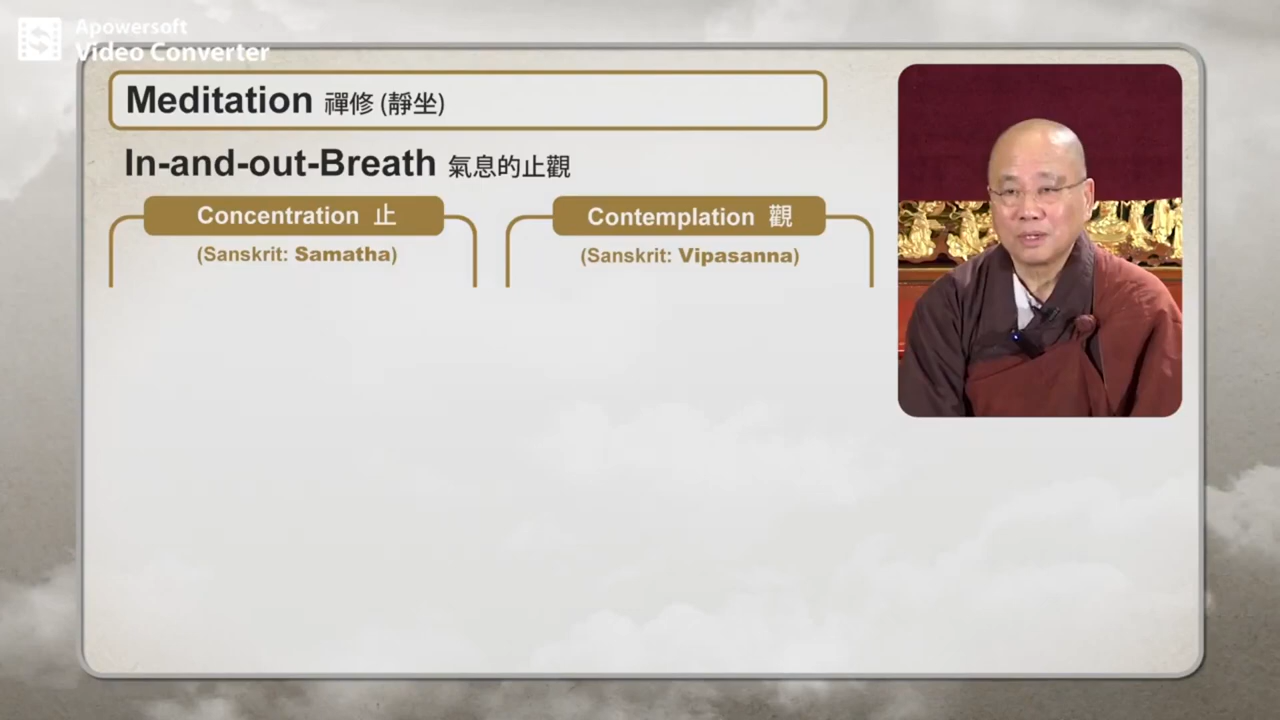 Apowersoft
Video Converter
Meditation 禪修 (靜坐)
In-and-out-Breath 氣息的止觀
Concentration 止
(Sanskrit: Samatha)
Contemplation 觀
(Sanskrit: Vipasanna)